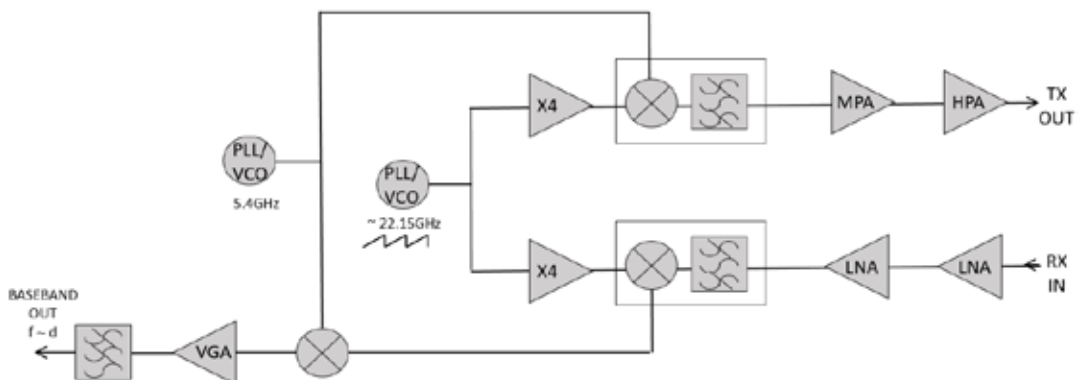 X4
MPA
HPA
TX
OUT
PLL/
VCO
5.4GHz
PLL/
VCO
~ 22.15GHz
X4
LNA
LNA
RX
IN
BASEBAND
OUT
f ~ d
VGA